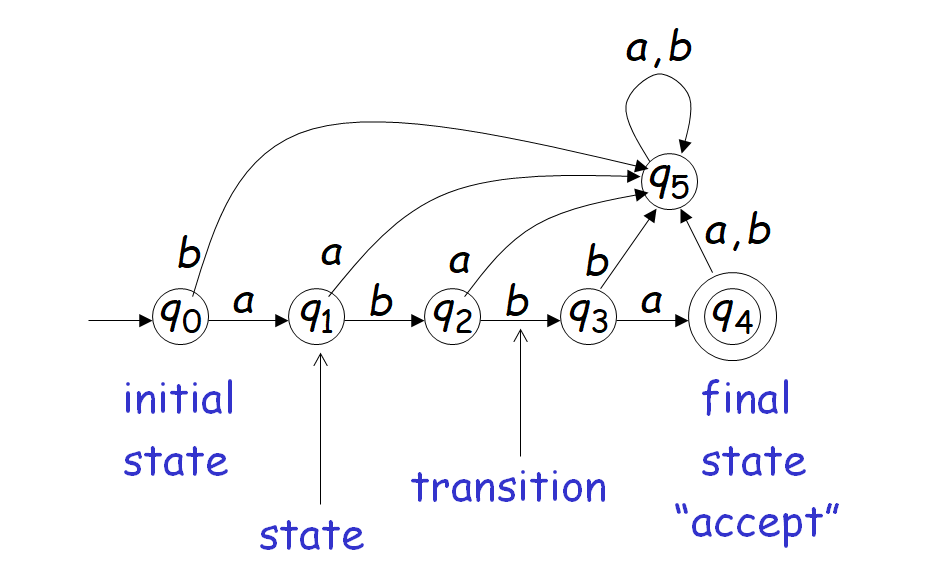 a,b
q5
b a a b a,b
q0 a q1 b q2 b q3 a q4
initial state
final state
"accept"
transition
state